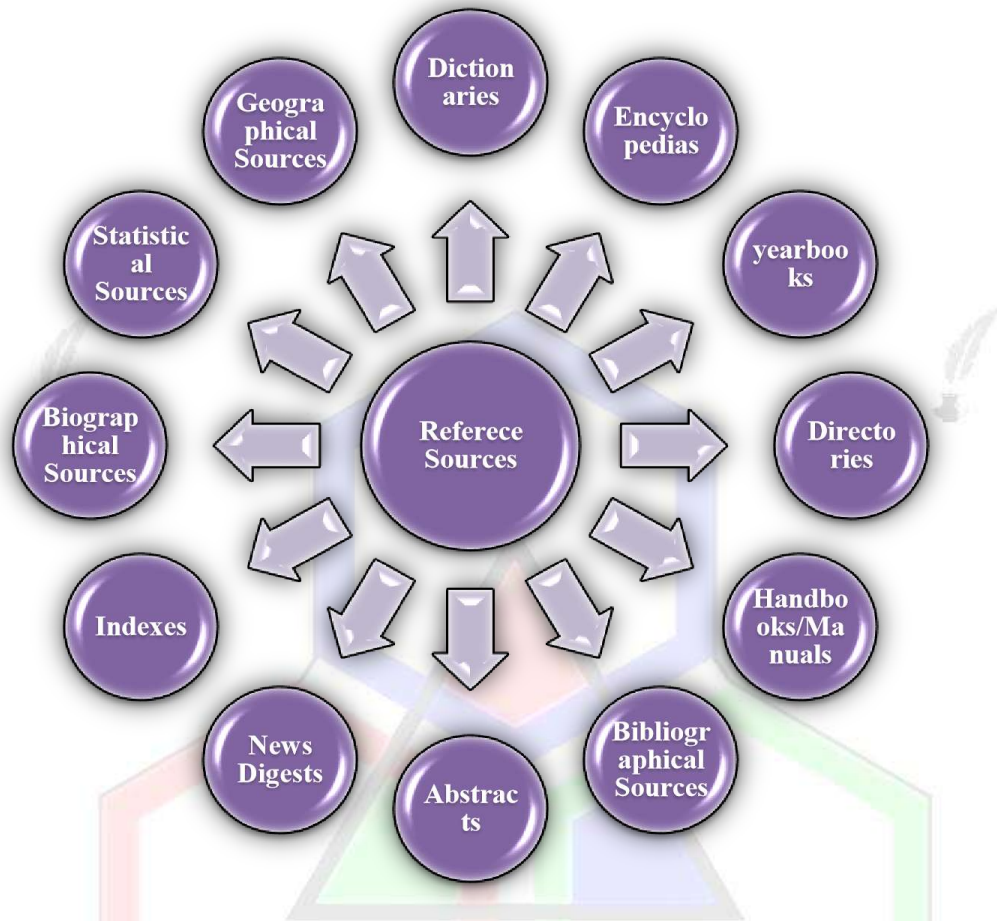 Diction
aries
Encyclo
pedias
yearboo
ks
Directo
ries
Handbo
oks/Ma
nuals
Bibliogr
aphical
Sources
Abstrac
ts
News
Digests
Indexes
Biograp
hical
Sources
Statistic
al
Sources
Geogra
phical
Sources
Referece
Sources